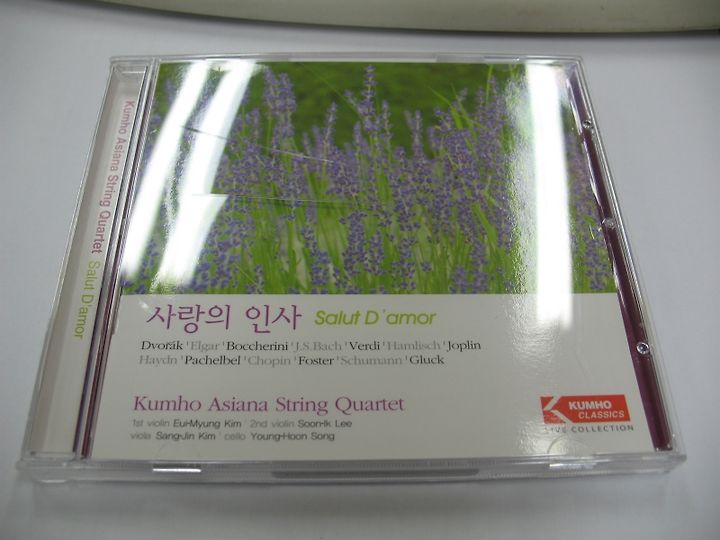 Kumho Asiana String Quartet Salut D'amor
사랑의 인사 Salut D'amor
Dvořák Elgar Boccherini J.S.Bach Verdi Hamlisch Joplin
Haydn Pachelbel Chopin Foster Schumann Gluck
Kumho Asiana String Quartet
1st violin Eui-Myung Kim 2nd violin Soon-Ik Lee
viola Sang-Jin Kim cello Young-Hoon Song
KUMHO
CLASSICS
LIVE COLLECTION